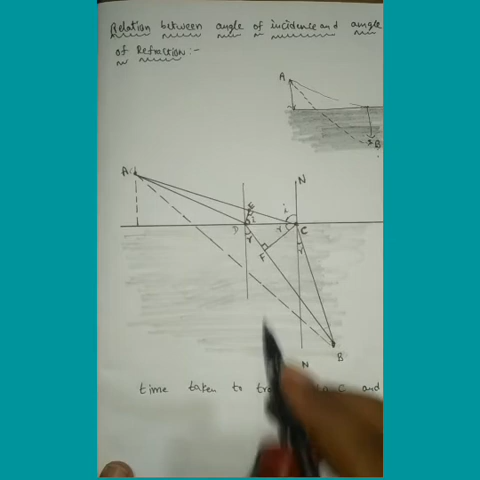 Relation between angle of incidence and angle
of Refraction :-
A
B
A
N
E
i
i
D
r
C
r
r
F
B
N
time taken to C and